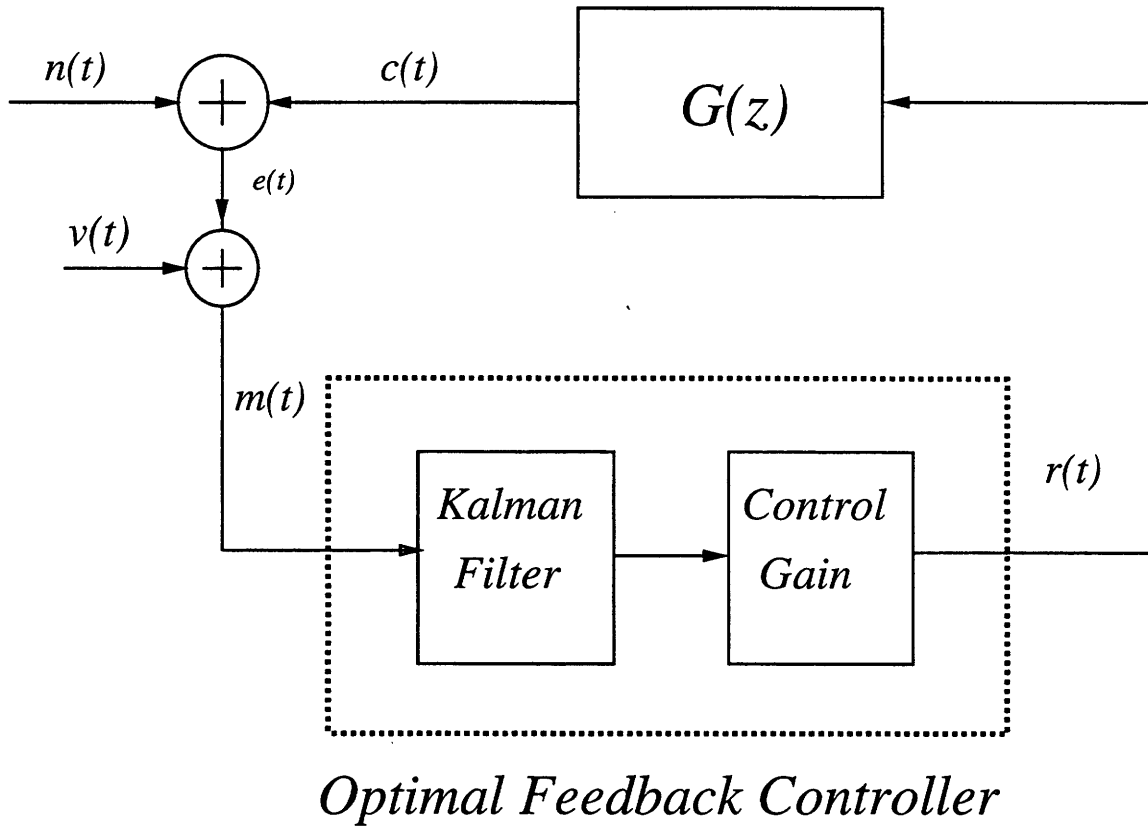 n(t)
c(t)
G(z)
+
e(t)
v(t)
+
m(t)
r(t)
Kalman
Filter
Control
Gain
Optimal Feedback Controller